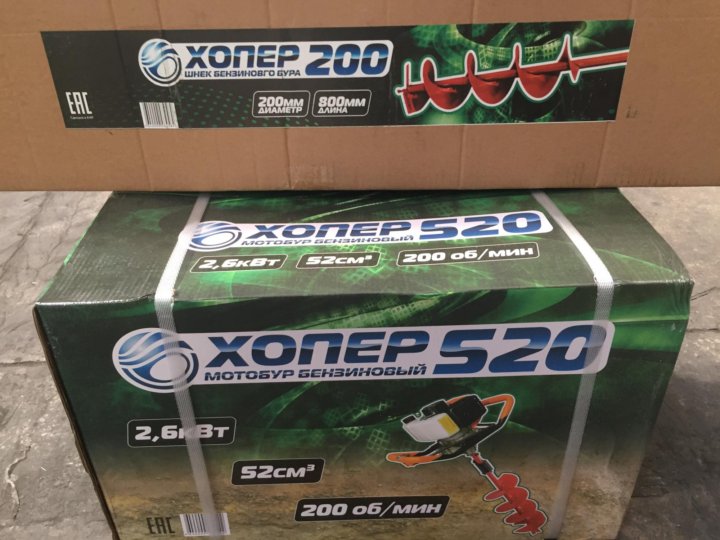 ХОПЕР 200
ШНЕК БЕНЗИНОВГО БУРА
200мм
ДИАМЕТР
800мм
ДЛИНА
EAC
ХОПЕР 520
МОТОБУР БЕНЗИНОВЫЙ
2,6кВт
52см³
200 об/мин
ХОПЕР 520
МОТОБУР БЕНЗИНОВЫЙ
2,6кВт
52см³
200 об/мин
EAC